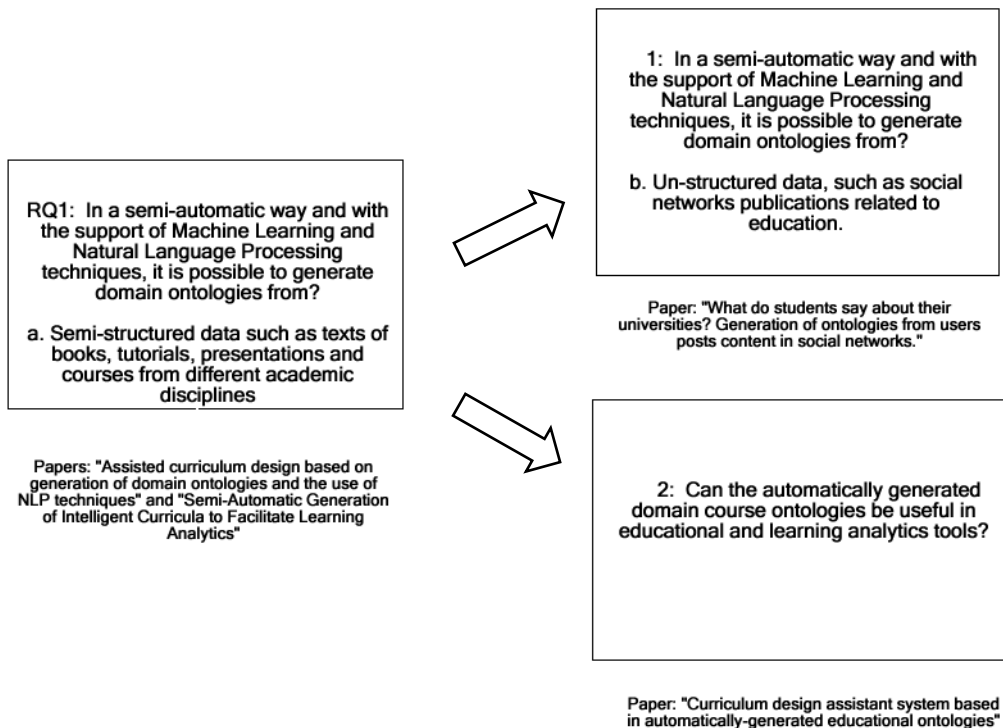 RQ1: In a semi-automatic way and with
the support of Machine Learning and
Natural Language Processing
techniques, it is possible to generate
domain ontologies from?
a. Semi-structured data such as texts of
books, tutorials, presentations and
courses from different academic
disciplines
Papers: "Assisted curriculum design based on
generation of domain ontologies and the use of
NLP techniques" and "Semi-Automatic Generation
of Intelligent Curricula to Facilitate Learning
Analytics"
1: In a semi-automatic way and with
the support of Machine Learning and
Natural Language Processing
techniques, it is possible to generate
domain ontologies from?
b. Un-structured data, such as social
networks publications related to
education.
Paper: "What do students say about their
universities? Generation of ontologies from users
posts content in social networks."
2: Can the automatically generated
domain course ontologies be useful in
educational and learning analytics tools?
Paper: "Curriculum design assistant system based
in automatically-generated educational ontologies"